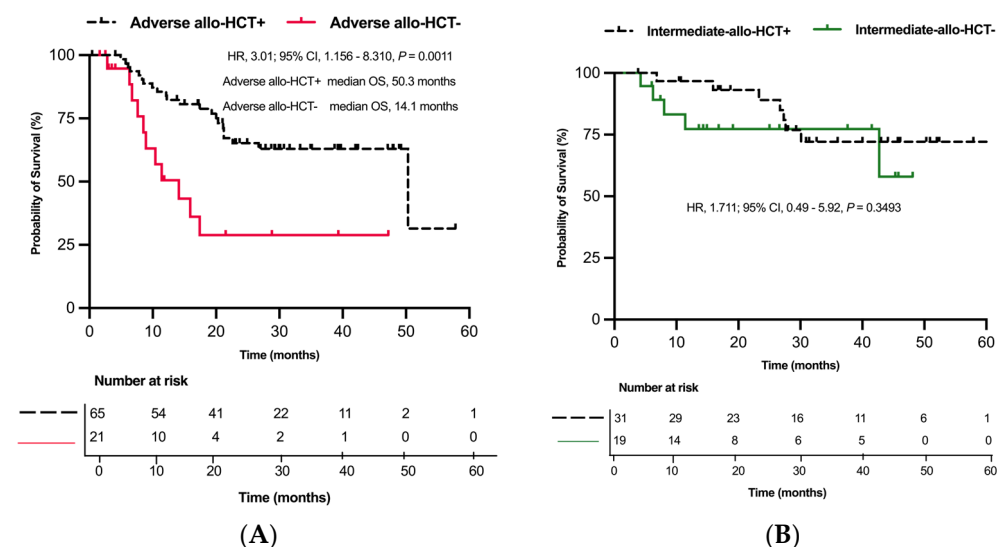 Adverse allo-HCT+ Adverse allo-HCT-
HR, 3.01; 95% CI, 1.156 - 8.310, P = 0.0011
Adverse allo-HCT+ median OS, 50.3 months
Adverse allo-HCT- median OS, 14.1 months
Probability of Survival (%)
100
75
50
25
0
0 10 20 30 40 50 60
Time (months)
Number at risk
65 54 41 22 11 2 1
21 10 4 2 1 0 0
0 10 20 30 40 50 60
Time (months)
(A)
Intermediate-allo-HCT+ Intermediate-allo-HCT-
Probability of Survival (%)
100
75
50
25
0
HR, 1.711; 95% CI, 0.49 - 5.92, P = 0.3493
0 10 20 30 40 50 60
Time (months)
Number at risk
31 29 23 16 11 6 1
19 14 8 6 5 0 0
0 10 20 30 40 50 60
Time (months)
(B)